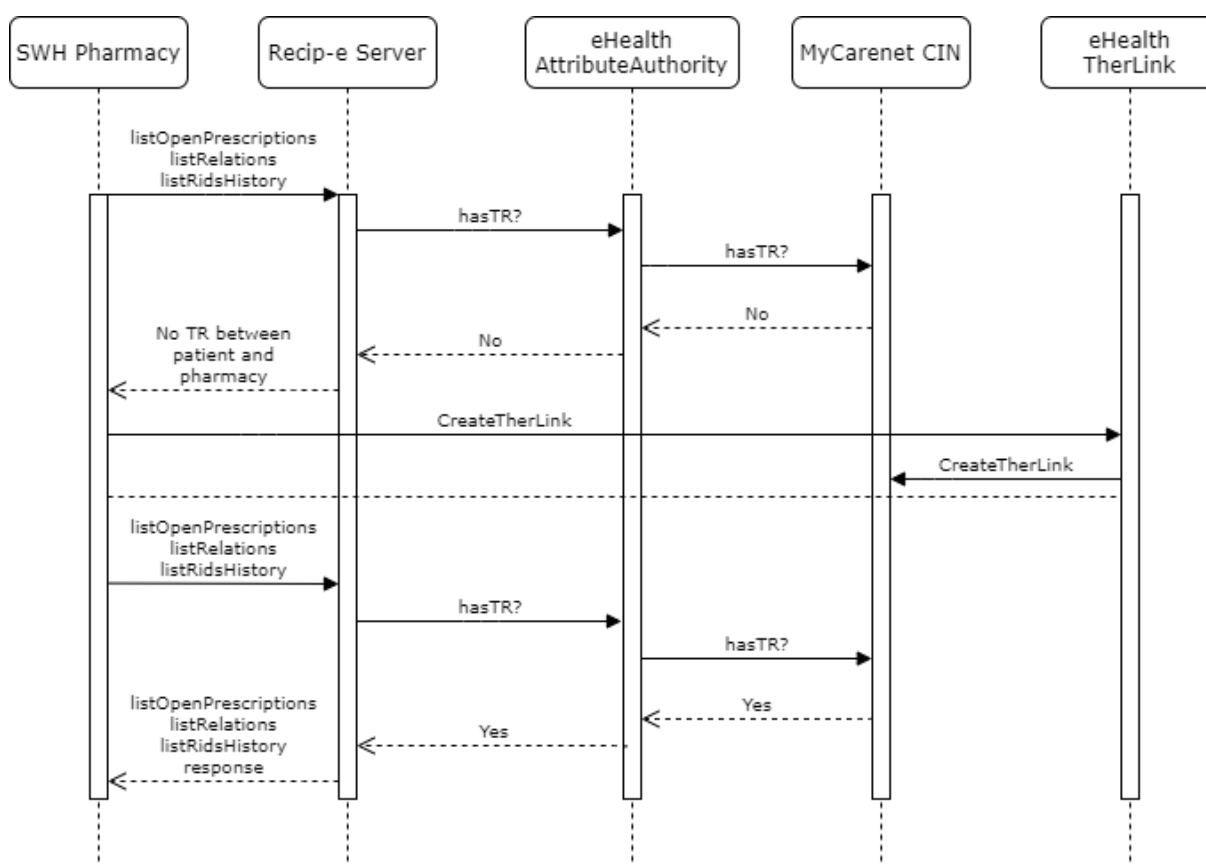 SWH Pharmacy
Recip-e Server
eHealth
AttributeAuthority
MyCarenet CIN
eHealth
TherLink
listOpenPrescriptions
listRelations
listRidsHistory
hasTR?
hasTR?
No
No
No TR between
patient and
pharmacy
CreateTherLink
CreateTherLink
listOpenPrescriptions
listRelations
listRidsHistory
hasTR?
hasTR?
Yes
Yes
listOpenPrescriptions
listRelations
listRidsHistory
response